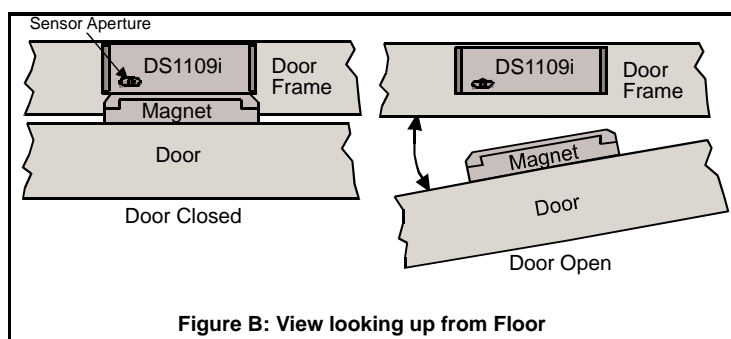 Sensor Aperture
DS1109i
Door
Frame
Magnet
Door
Door Closed
DS1109i
Door
Frame
Magnet
Door
Door Open
Figure B: View looking up from Floor